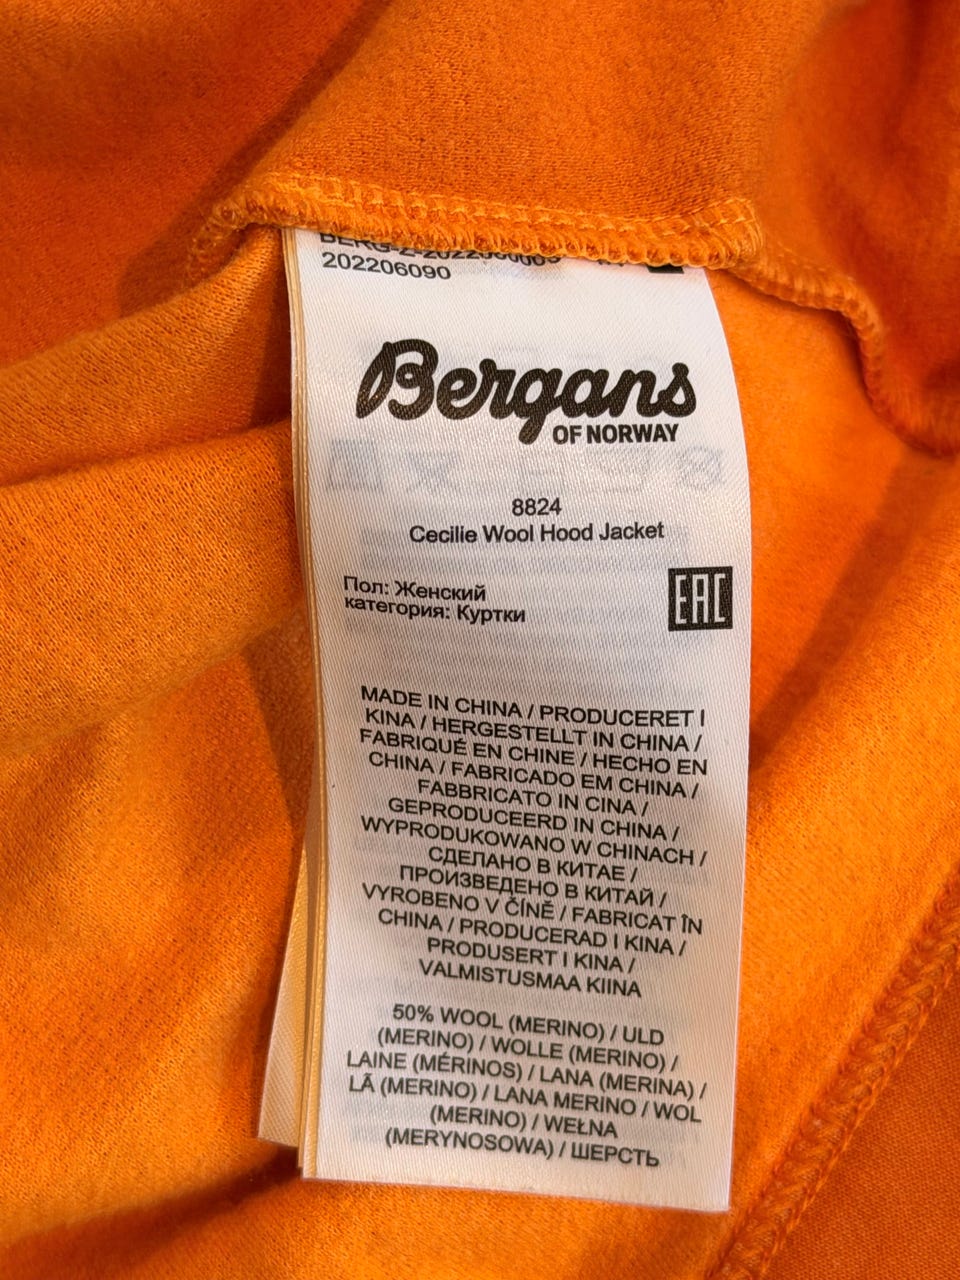 202206090
Bergans
OF NORWAY
8824
Cecilie Wool Hood Jacket
Пол: Женский
категория: Куртки
EAC
MADE IN CHINA / PRODUCERET I
KINA / HERGESTELLT IN CHINA /
FABRIQUÉ EN CHINE / HECHO EN
CHINA / FABRICADO EM CHINA /
FABBRICATO IN CINA /
GEPRODUCEERD IN CHINA /
WYPRODUKOWANO W CHINACH /
СДЕЛАНО В КИТАЕ /
ПРОИЗВЕДЕНО В КИТАЙ /
VYROBENO V ČÍNĚ / FABRICAT ÎN
CHINA / PRODUCERAD I KINA /
PRODUSERT I KINA /
VALMISTUSMAA KIINA
50% WOOL (MERINO) / ULD
(MERINO) / WOLLE (MERINO) /
LAINE (MÉRINOS) / LANA (MERINA) /
LÃ (MERINO) / LANA MERINO / WOL
(MERINO) / WEŁNA
(MERYNOSOWA) / ШЕРСТЬ